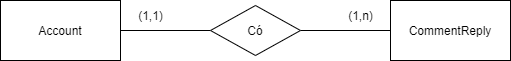 (1,1)
(1,n)
Account
Có
CommentReply